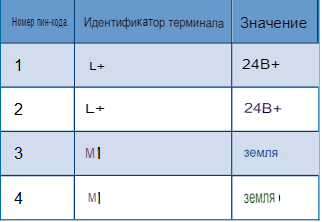 Номер пин-кода. Идентификатор терминала Значение
1 L+ 24В+
2 L+ 24В+
3 M земля
4 M земля